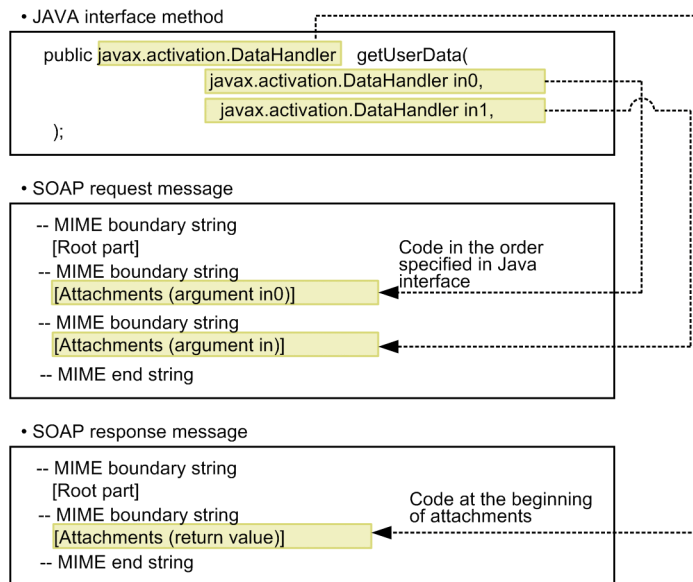 • JAVA interface method
public javax.activation.DataHandler getUserData(
javax.activation.DataHandler in0,
javax.activation.DataHandler in1,
);
• SOAP request message
-- MIME boundary string
[Root part]
-- MIME boundary string
[Attachments (argument in0)]
-- MIME boundary string
[Attachments (argument in)]
-- MIME end string
Code in the order
specified in Java
interface
• SOAP response message
-- MIME boundary string
[Root part]
-- MIME boundary string
[Attachments (return value)]
-- MIME end string
Code at the beginning
of attachments